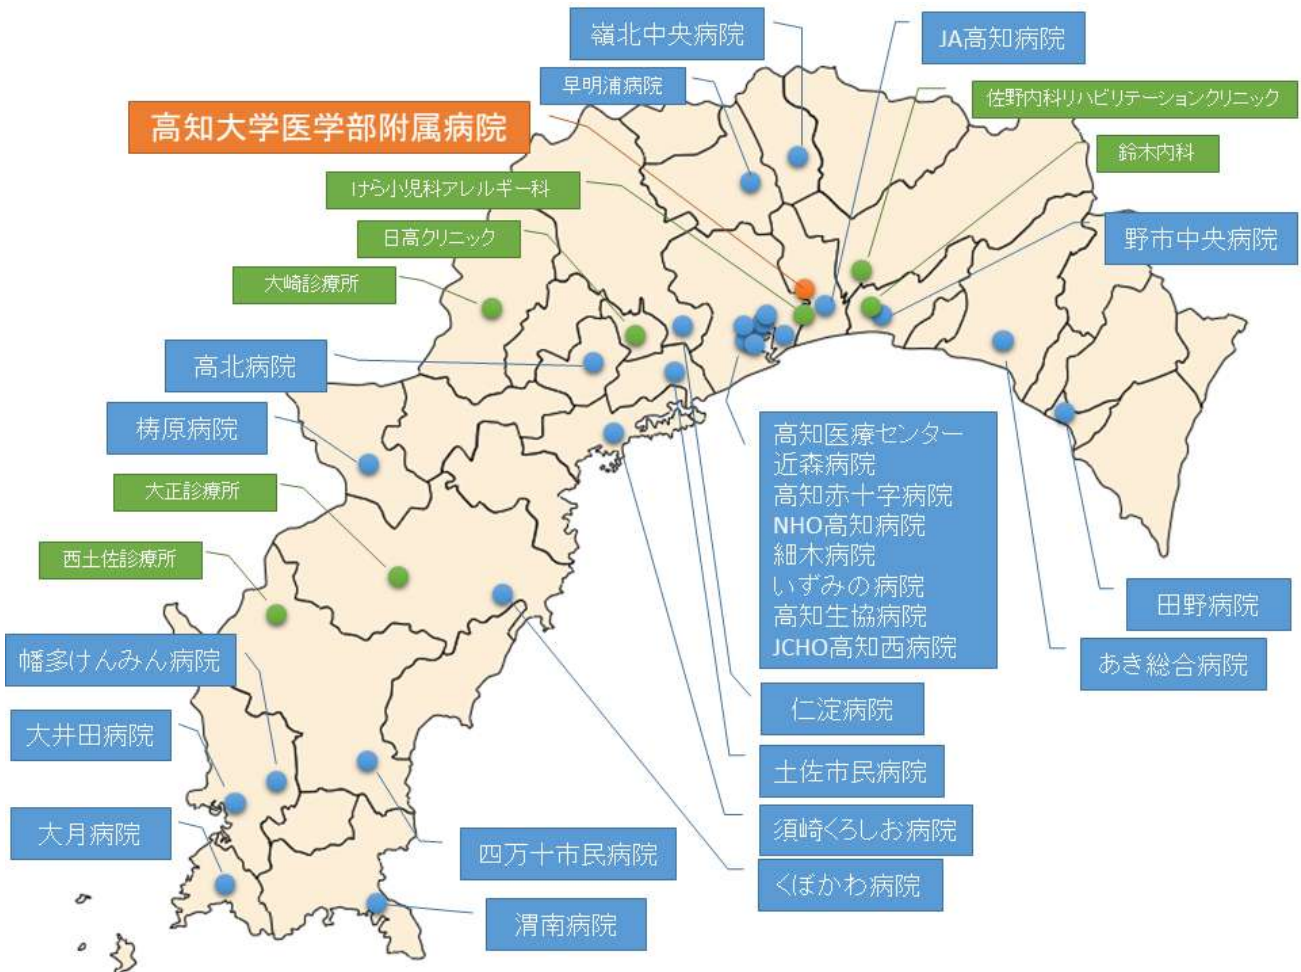 嶺北中央病院
JA高知病院
早明浦病院
佐野内科リハビリテーションクリニック
高知大学医学部附属病院
鈴木内科
けら小児科アレルギー科
日高クリニック
野市中央病院
大崎診療所
高北病院
梼原病院
高知医療センター
近森病院
高知赤十字病院
NHO高知病院
細木病院
いずみの病院
高知生協病院
JCHO高知西病院
大正診療所
西土佐診療所
田野病院
幡多けんみん病院
あき総合病院
仁淀病院
大井田病院
土佐市民病院
大月病院
須崎くろしお病院
四万十市民病院
くぼかわ病院
渭南病院